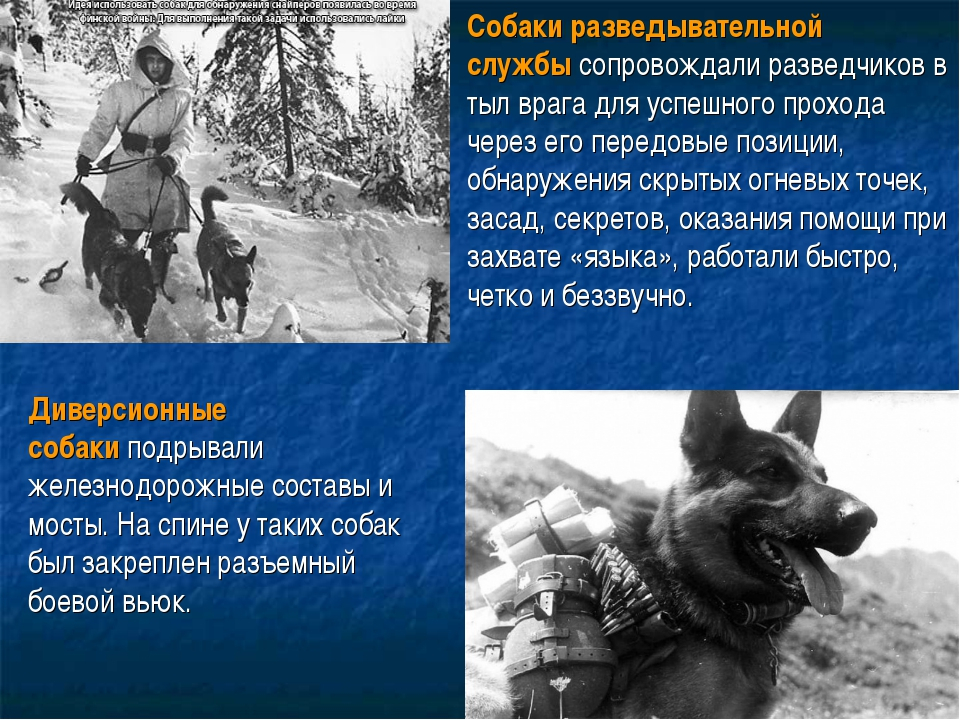 Идея использовать собак для обнаружения снайперов появилась во время
финской войны. Для выполнения такой задачи использовались лайки
Собаки разведывательной
службы сопровождали разведчиков в
тыл врага для успешного прохода
через его передовые позиции,
обнаружения скрытых огневых точек,
засад, секретов, оказания помощи при
захвате «языка», работали быстро,
четко и беззвучно.
Диверсионные
собаки подрывали
железнодорожные составы и
мосты. На спине у таких собак
был закреплен разъемный
боевой вьюк.